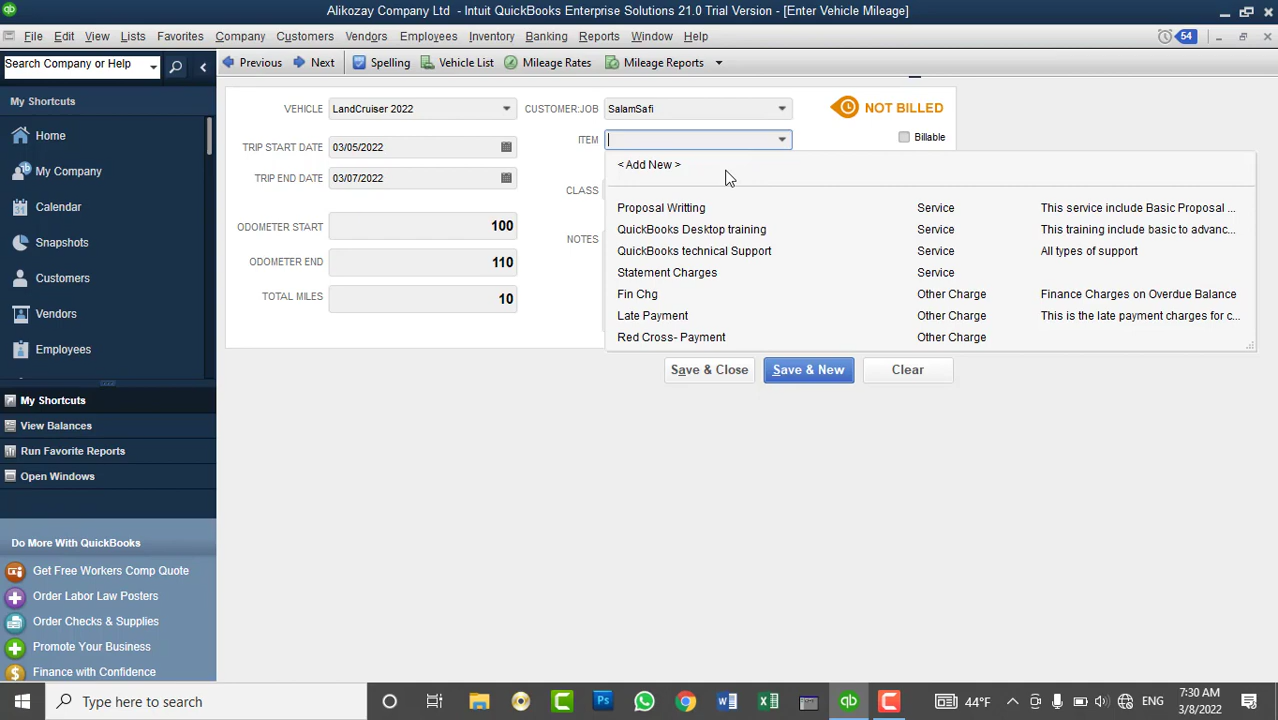 Alikozay Company Ltd - Intuit QuickBooks Enterprise Solutions 21.0 Trial Version - [Enter Vehicle Mileage]
File Edit View Lists Favorites Company Customers Vendors Employees Inventory Banking Reports Window Help 54
Search Company or Help
Previous Next Spelling Vehicle List Mileage Rates Mileage Reports
My Shortcuts
Home
My Company
Calendar
Snapshots
Customers
Vendors
Employees
My Shortcuts
View Balances
Run Favorite Reports
Open Windows
Do More With QuickBooks
Get Free Workers Comp Quote
Order Labor Law Posters
Order Checks & Supplies
Promote Your Business
Finance with Confidence
VEHICLE LandCruiser 2022 CUSTOMER:JOB SalamSafi NOT BILLED
ITEM Billable
TRIP START DATE 03/05/2022
TRIP END DATE 03/07/2022
CLASS
ODOMETER START 100
NOTES
ODOMETER END 110
TOTAL MILES 10
< Add New >
Proposal Writting Service This service include Basic Proposal ...
QuickBooks Desktop training Service This training include basic to advanc...
QuickBooks technical Support Service All types of support
Statement Charges Service
Fin Chg Other Charge Finance Charges on Overdue Balance
Late Payment Other Charge This is the late payment charges for c...
Red Cross- Payment Other Charge
Save & Close Save & New Clear
Type here to search
44°F ENG 7:30 AM
3/8/2022